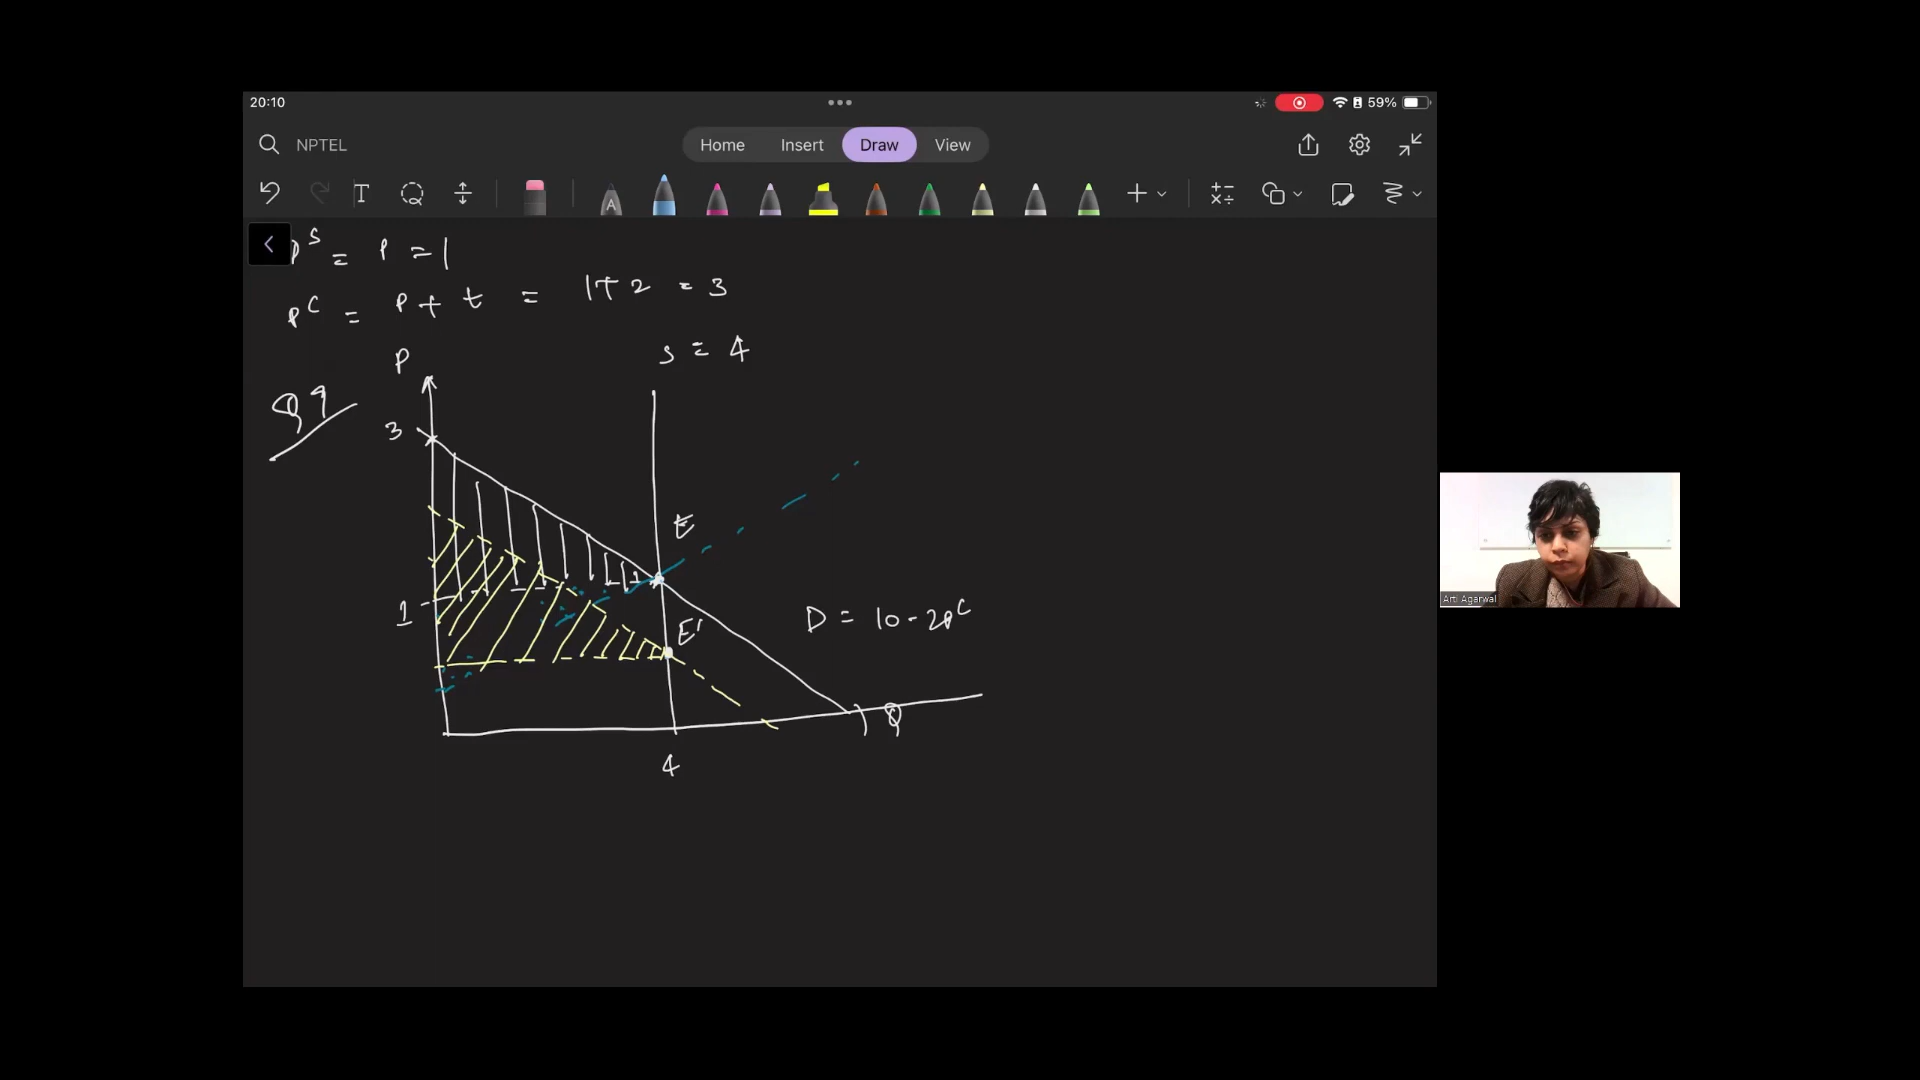 20:10
59%
NPTEL
Home Insert Draw View
A
P^S = P = 1
P^C = P + t = 1 + 2 = 3
S = 4
P
Q9
3
E
1
E'
D = 10 - 2P^C
Q
4
Arti Agarwal